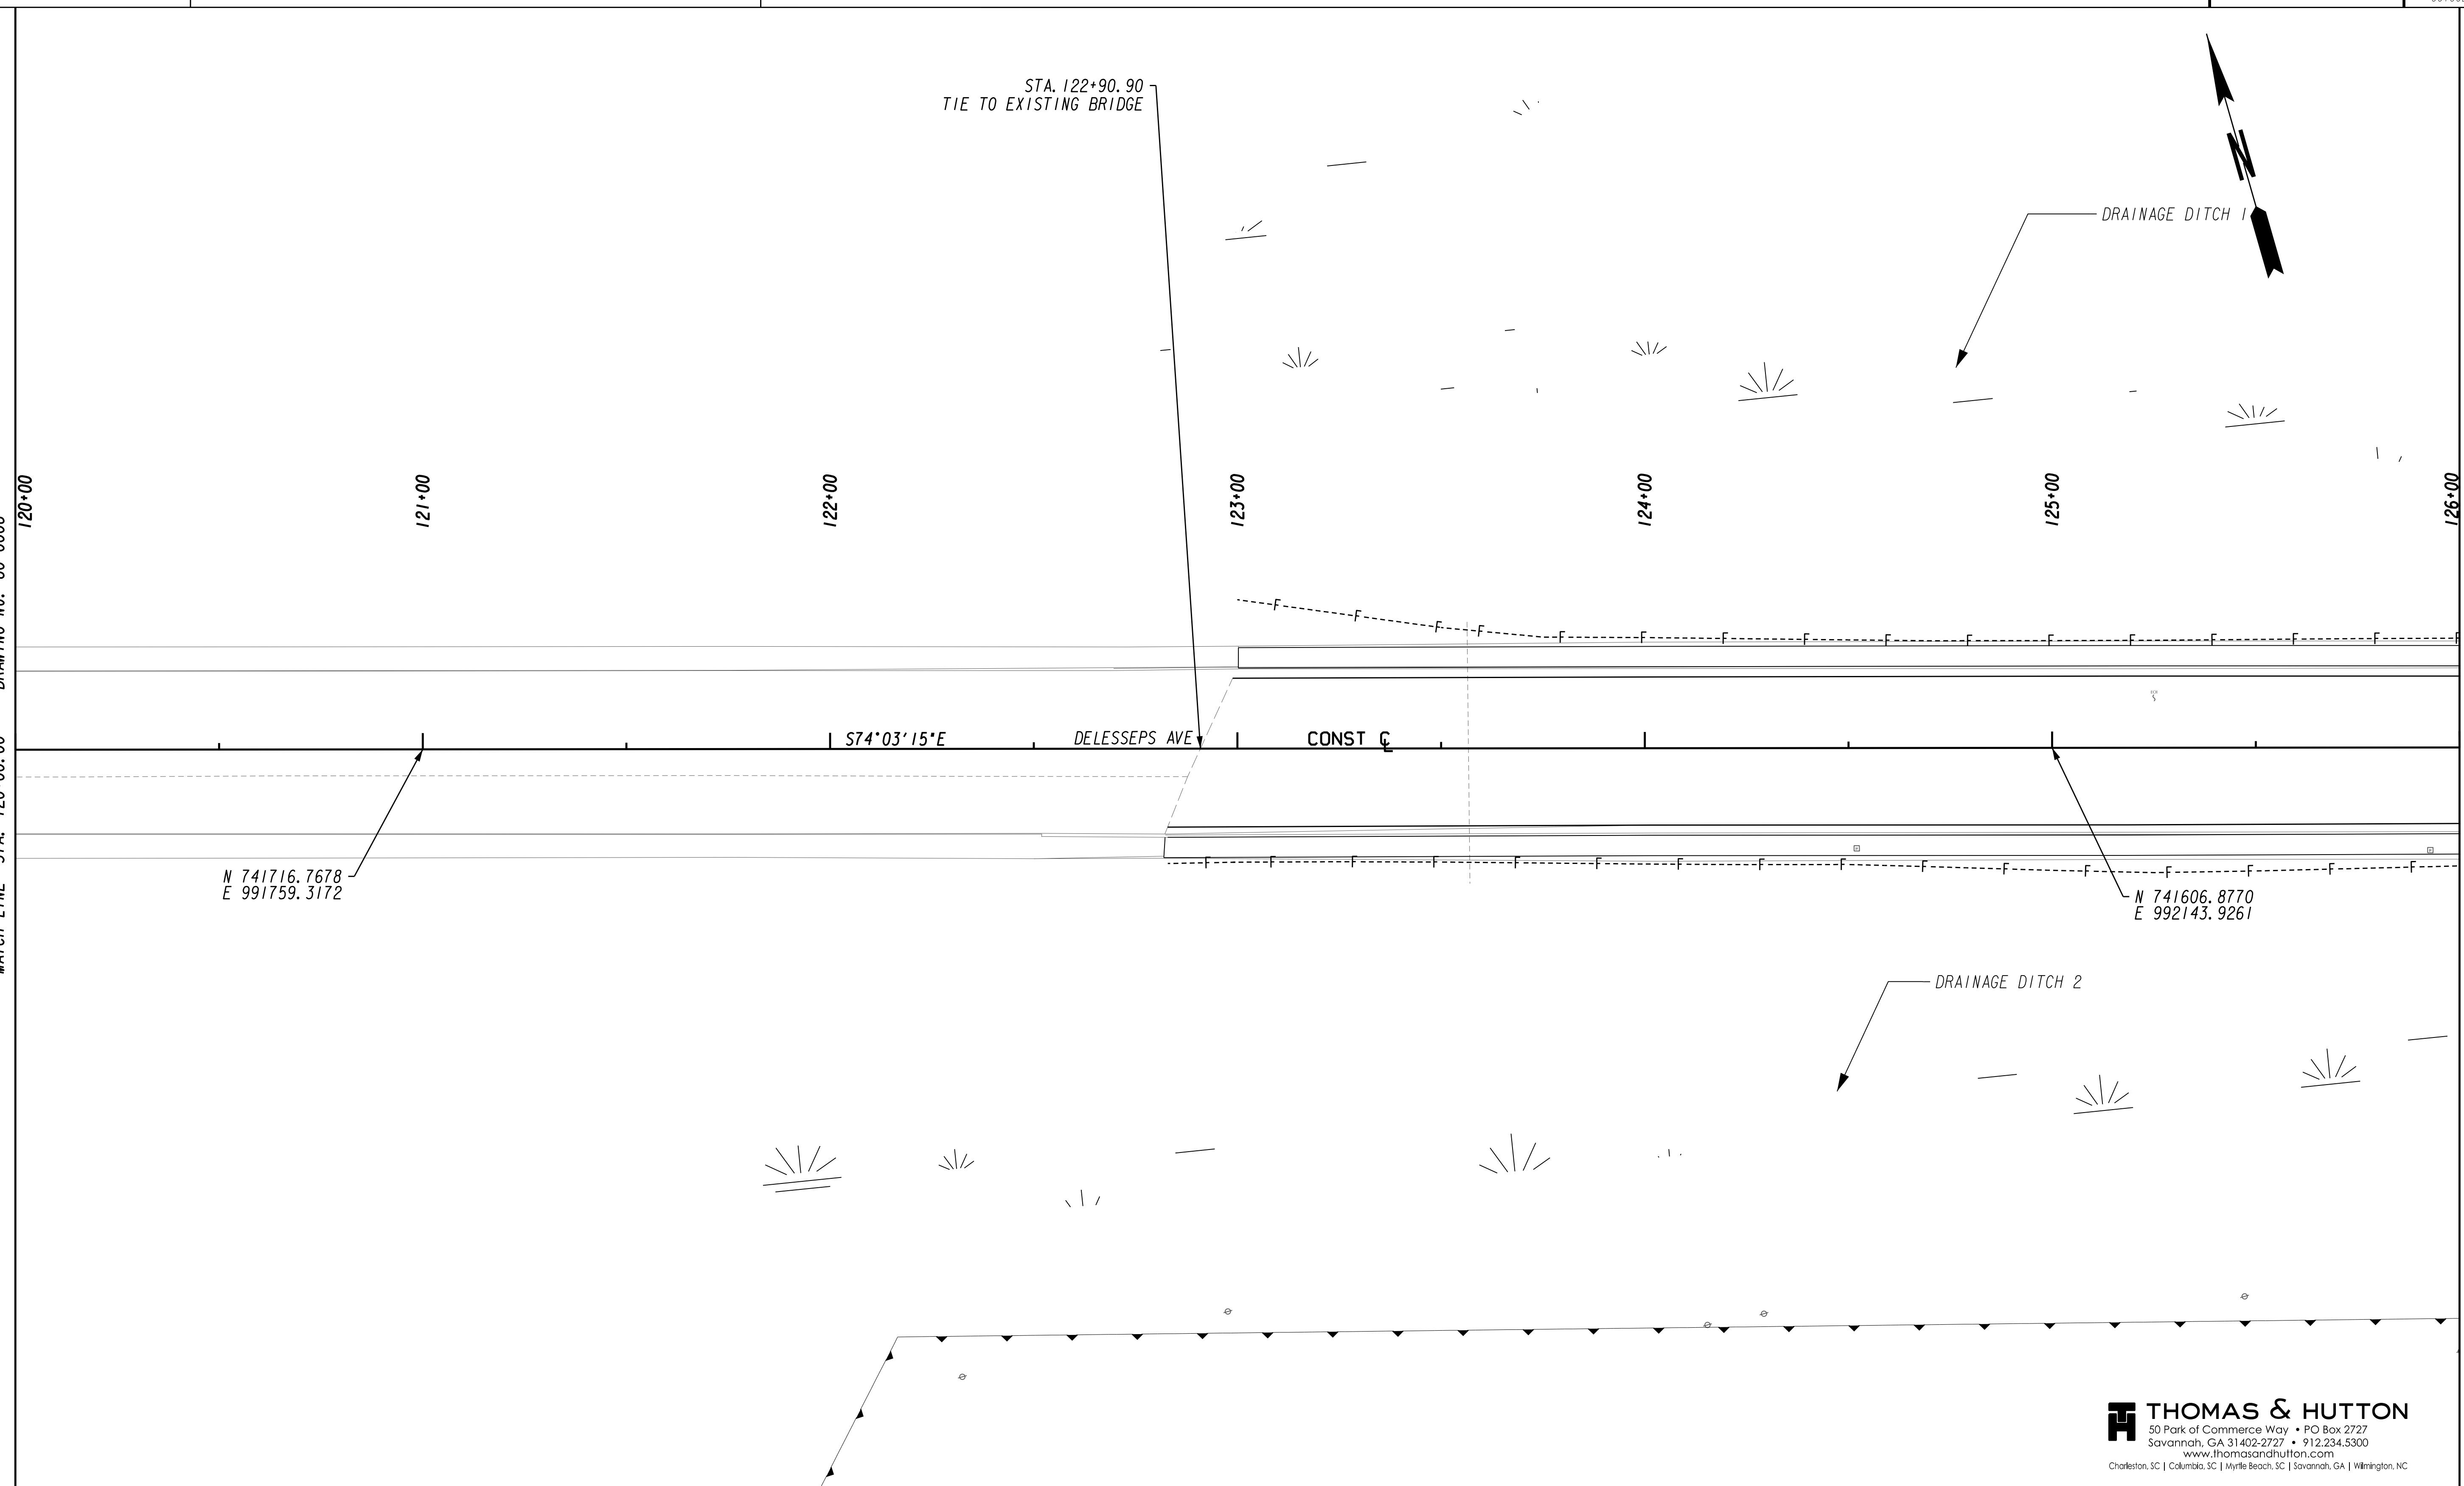 STA. 122+90.90
TIE TO EXISTING BRIDGE
N
DRAINAGE DITCH 1
120+00
121+00
122+00
123+00
124+00
125+00
126+00
F F F F F F F F F F F F F F F F
S74°03'15"E
DELESSEPS AVE
CONST ℄
F F F F F F F F F F F F F F F F
N 741716.7678
E 991759.3172
N 741606.8770
E 992143.9261
DRAINAGE DITCH 2
THOMAS & HUTTON
50 Park of Commerce Way • PO Box 2727
Savannah, GA 31402-2727 • 912.234.5300
www.thomasandhutton.com
Charleston, SC | Columbia, SC | Myrtle Beach, SC | Savannah, GA | Wilmington, NC